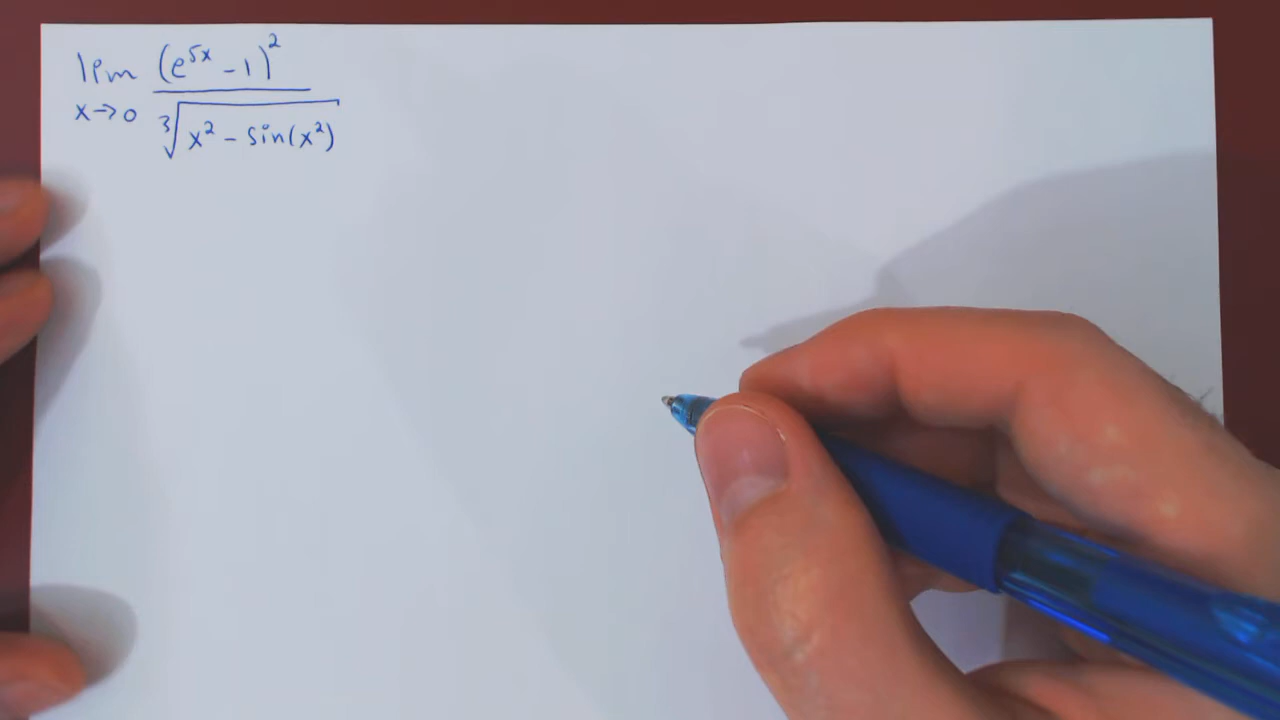 lim (e^5x - 1)^2
x→0 ∛x^2 - sin(x^2)